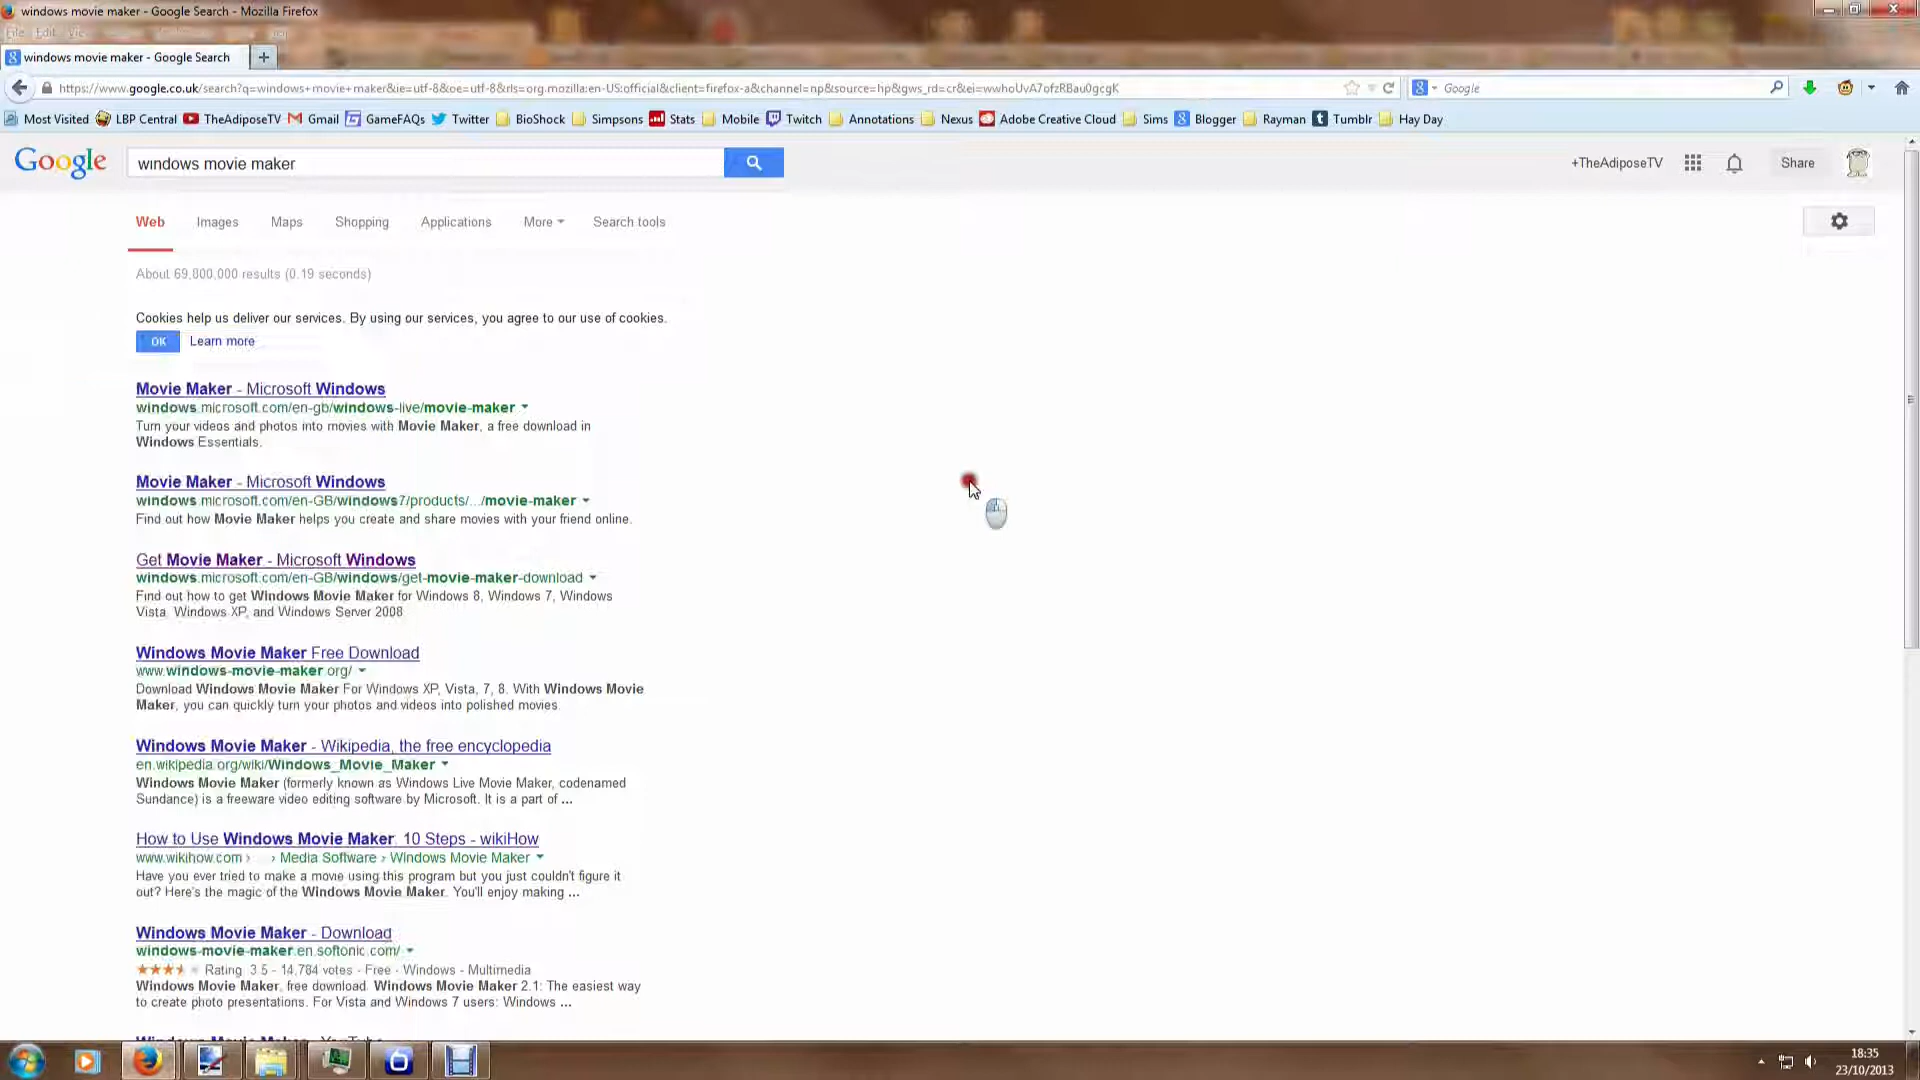 windows movie maker - Google Search - Mozilla Firefox
File Edit
windows movie maker - Google Search
https://www.google.co.uk/search?q=windows+movie+maker&ie=utf-8&oe=utf-8&rls=org.mozilla:en-US:official&client=firefox-a&channel=np&source=hp&gws_rd=cr&ei=wwhoUvA7ofzRBau0gcgK
Google
Most Visited LBP Central TheAdiposeTV Gmail GameFAQs Twitter BioShock Simpsons Stats Mobile Twitch Annotations Nexus Adobe Creative Cloud Sims Blogger Rayman Tumblr Hay Day
Google windows movie maker +TheAdiposeTV Share
Web Images Maps Shopping Applications More Search tools
About 69,800,000 results (0.19 seconds)
Cookies help us deliver our services. By using our services, you agree to our use of cookies.
OK Learn more
Movie Maker - Microsoft Windows
windows.microsoft.com/en-gb/windows-live/movie-maker
Turn your videos and photos into movies with Movie Maker, a free download in
Windows Essentials.
Movie Maker - Microsoft Windows
windows.microsoft.com/en-GB/windows7/products/.../movie-maker
Find out how Movie Maker helps you create and share movies with your friend online.
Get Movie Maker - Microsoft Windows
windows.microsoft.com/en-GB/windows/get-movie-maker-download
Find out how to get Windows Movie Maker for Windows 8, Windows 7, Windows
Vista, Windows XP, and Windows Server 2008
Windows Movie Maker Free Download
www.windows-movie-maker.org/
Download Windows Movie Maker For Windows XP, Vista, 7, 8. With Windows Movie
Maker, you can quickly turn your photos and videos into polished movies.
Windows Movie Maker - Wikipedia, the free encyclopedia
en.wikipedia.org/wiki/Windows_Movie_Maker
Windows Movie Maker (formerly known as Windows Live Movie Maker, codenamed
Sundance) is a freeware video editing software by Microsoft. It is a part of ...
How to Use Windows Movie Maker: 10 Steps - wikiHow
www.wikihow.com › ... › Media Software › Windows Movie Maker
Have you ever tried to make a movie using this program but you just couldn't figure it
out? Here's the magic of the Windows Movie Maker. You'll enjoy making ...
Windows Movie Maker - Download
windows-movie-maker.en.softonic.com/
Rating: 3.5 - 14,784 votes - Free - Windows - Multimedia
Windows Movie Maker, free download. Windows Movie Maker 2.1: The easiest way
to create photo presentations. For Vista and Windows 7 users: Windows ...
Windows Movie Maker - YouTube
18:35
23/10/2013